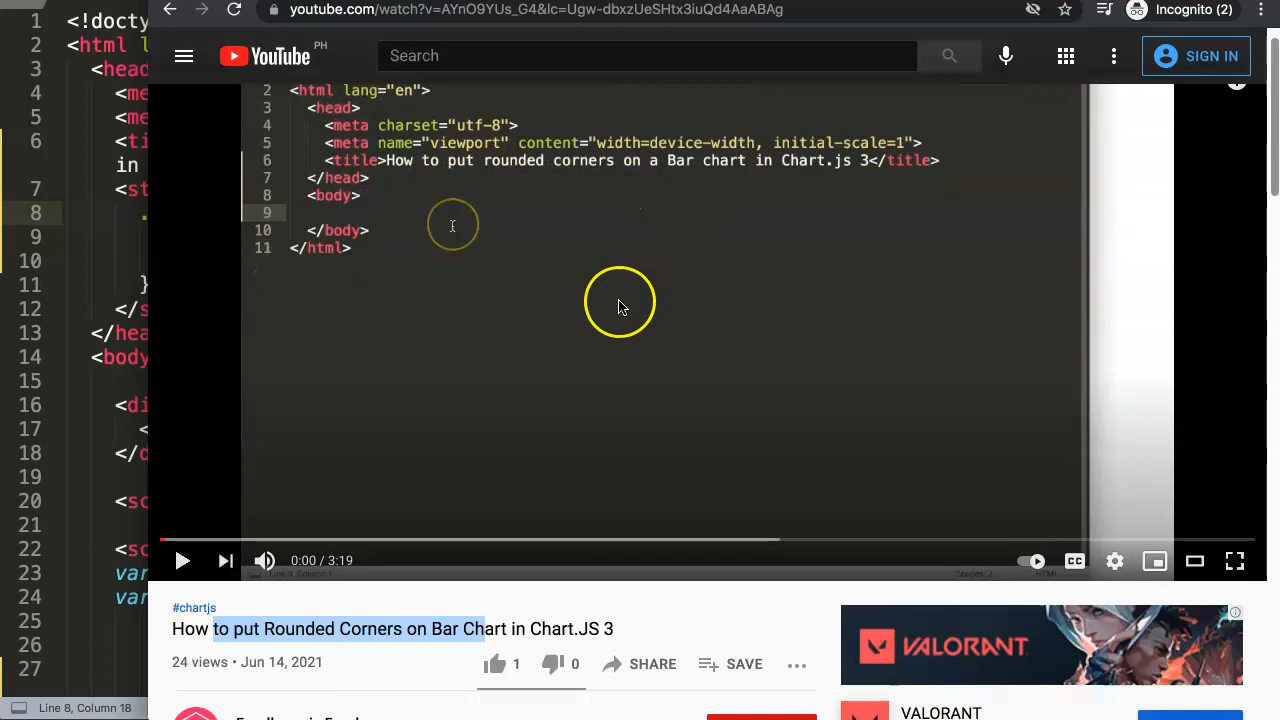 youtube.com/watch?v=AYnO9YUs_G4&lc=Ugw-dbxzUeSHtx3iuQd4AaABAg
Incognito (2)
YouTube PH
Search
SIGN IN
1 <!doct
2 <html l
3 <head
4 <me
5 <me
6 <ti
in
7 <st
8 .
9
10
11 }
12 </s
13 </hea
14 <body
15
16 <di
17 <
18 </d
19
20 <sc
21
22 <sc
23 var
24 var
25
26
27
Line 8, Column 18
2 <html lang="en">
3 <head>
4 <meta charset="utf-8">
5 <meta name="viewport" content="width=device-width, initial-scale=1">
6 <title>How to put rounded corners on a Bar chart in Chart.js 3</title>
7 </head>
8 <body>
9
10 </body>
11 </html>
0:00 / 3:19
CC
#chartjs
How to put Rounded Corners on Bar Chart in Chart.JS 3
24 views • Jun 14, 2021
1
0
SHARE
SAVE
VALORANT
VALORANT